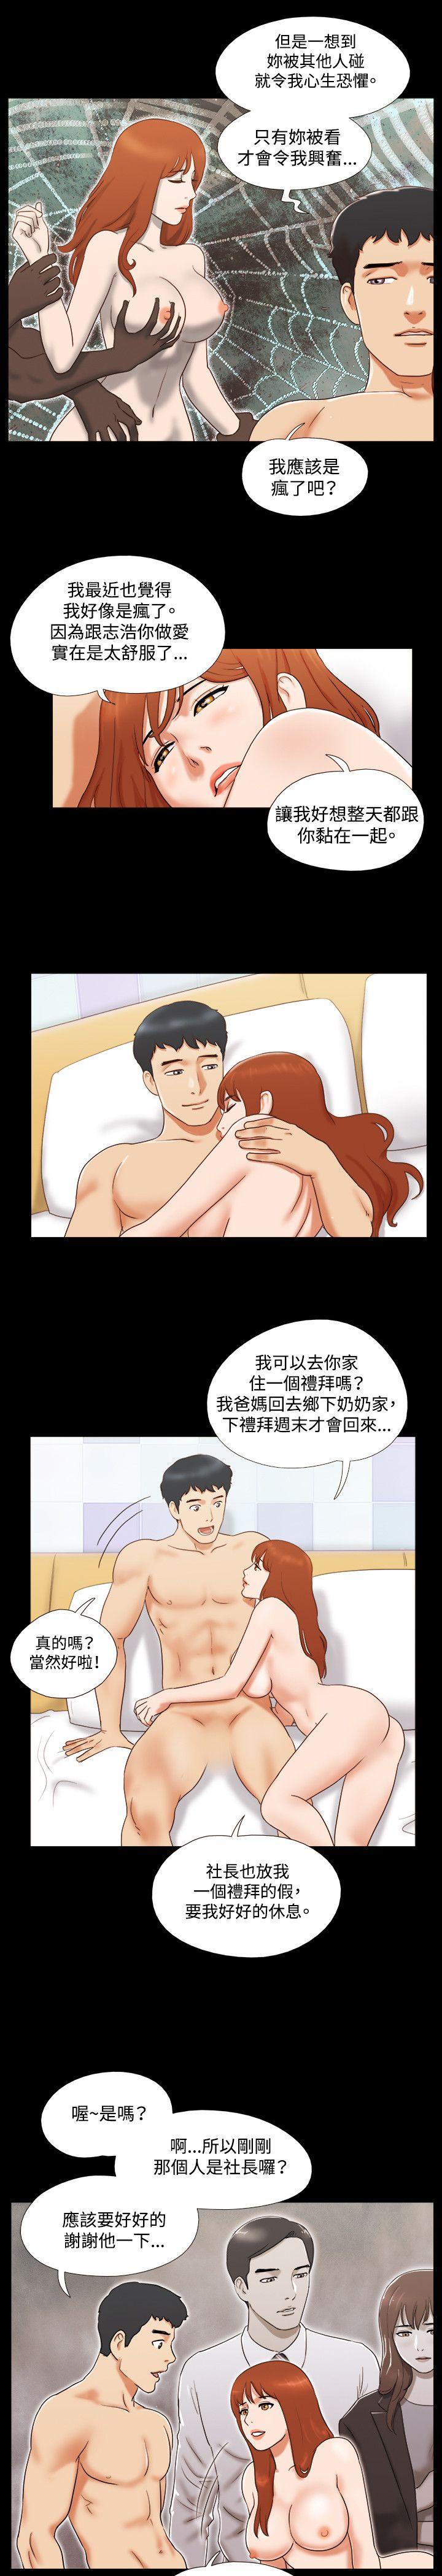 但是一想到
妳被其他人碰
就令我心生恐懼。
只有妳被看
才會令我興奮...
我應該是
瘋了吧？
我最近也覺得
我好像是瘋了。
因為跟志浩你做愛
實在是太舒服了...
讓我好想整天都跟
你黏在一起。
我可以去你家
住一個禮拜嗎？
我爸媽回去鄉下奶奶家，
下禮拜週末才會回來...
真的嗎？
當然好啦！
社長也放我
一個禮拜的假，
要我好好的休息。
喔~是嗎？
啊...所以剛剛
那個人是社長囉？
應該要好好的
謝謝他一下...